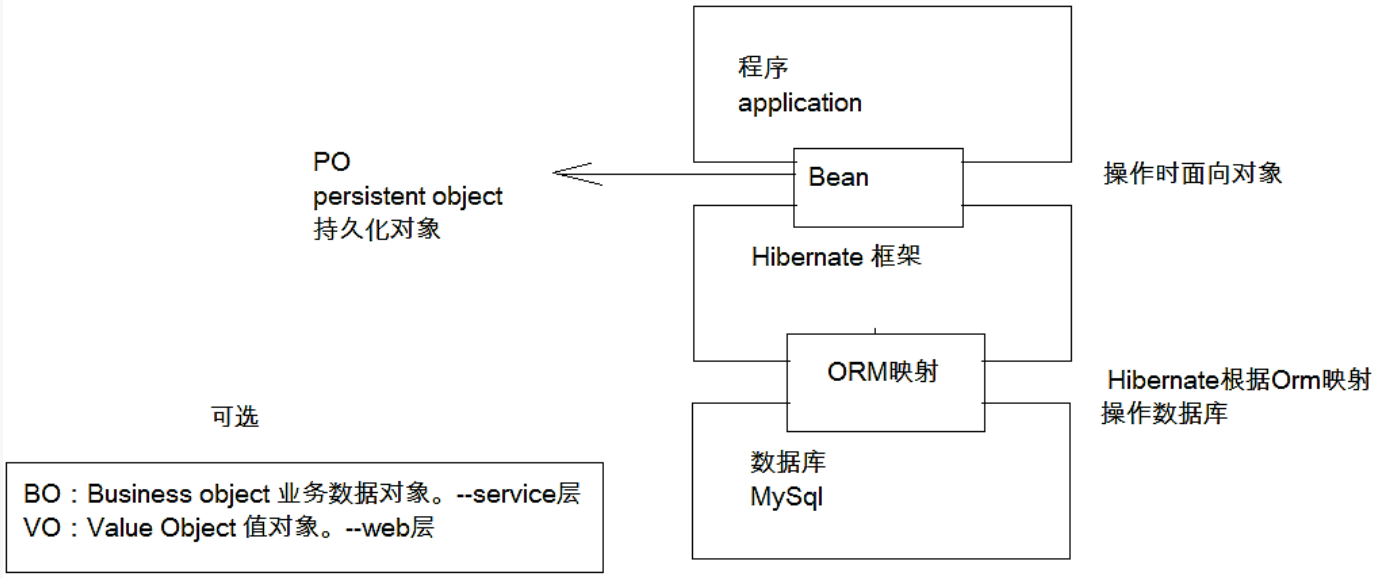 程序
application
PO
persistent object
持久化对象
Bean
操作时面向对象
Hibernate 框架
ORM映射
Hibernate根据Orm映射
操作数据库
可选
BO：Business object 业务数据对象。--service层
VO：Value Object 值对象。--web层
数据库
MySql